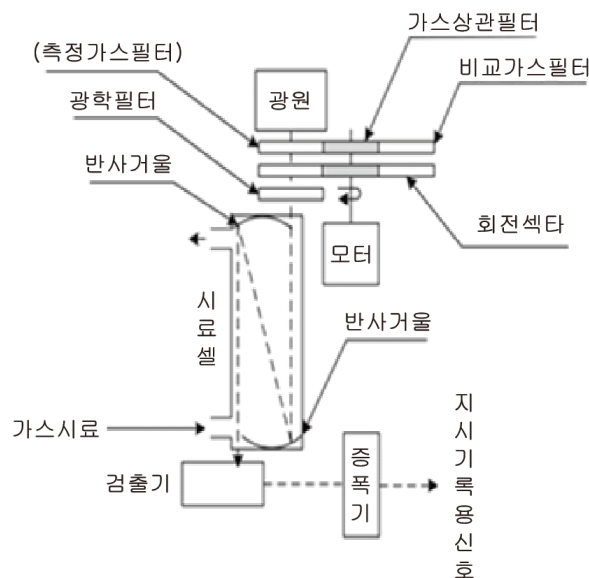 가스상관필터
(측정가스필터)
비교가스필터
광원
광학필터
반사거울
회전섹타
모터
시료셀
반사거울
가스시료
지시기록용신호
증폭기
검출기